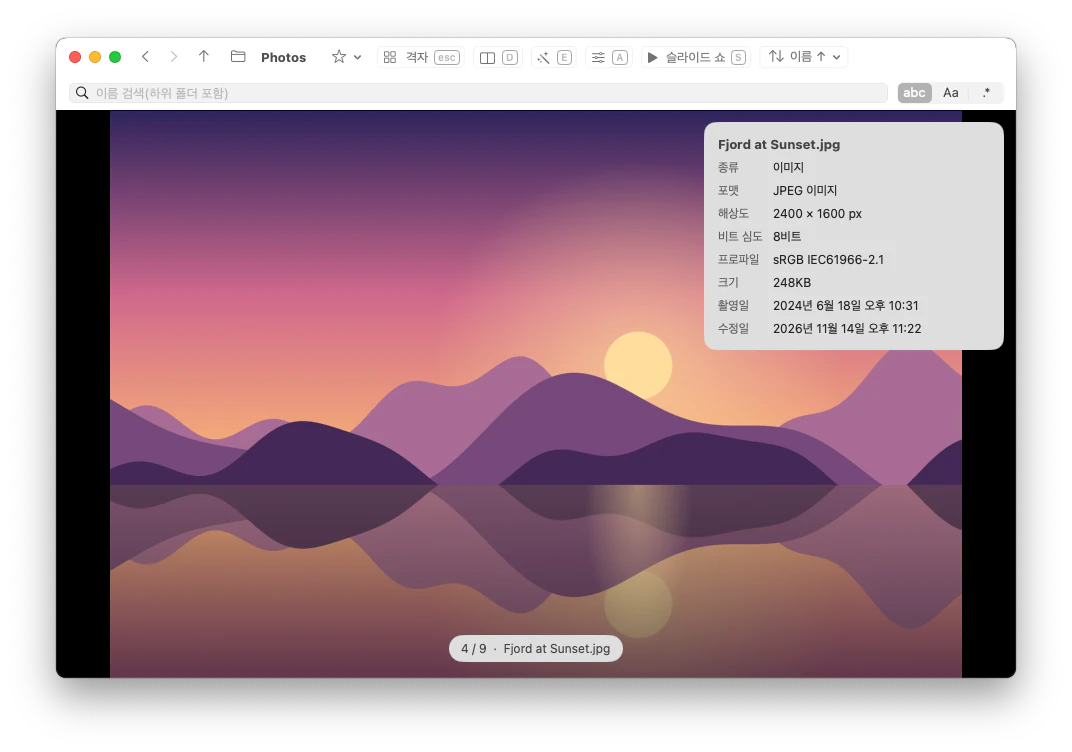 Photos 격자 esc D E A 슬라이드 쇼 S 이름
이름 검색(하위 폴더 포함) abc Aa .*
Fjord at Sunset.jpg
종류 이미지
포맷 JPEG 이미지
해상도 2400 × 1600 px
비트 심도 8비트
프로파일 sRGB IEC61966-2.1
크기 248KB
촬영일 2024년 6월 18일 오후 10:31
수정일 2026년 11월 14일 오후 11:22
4 / 9 · Fjord at Sunset.jpg